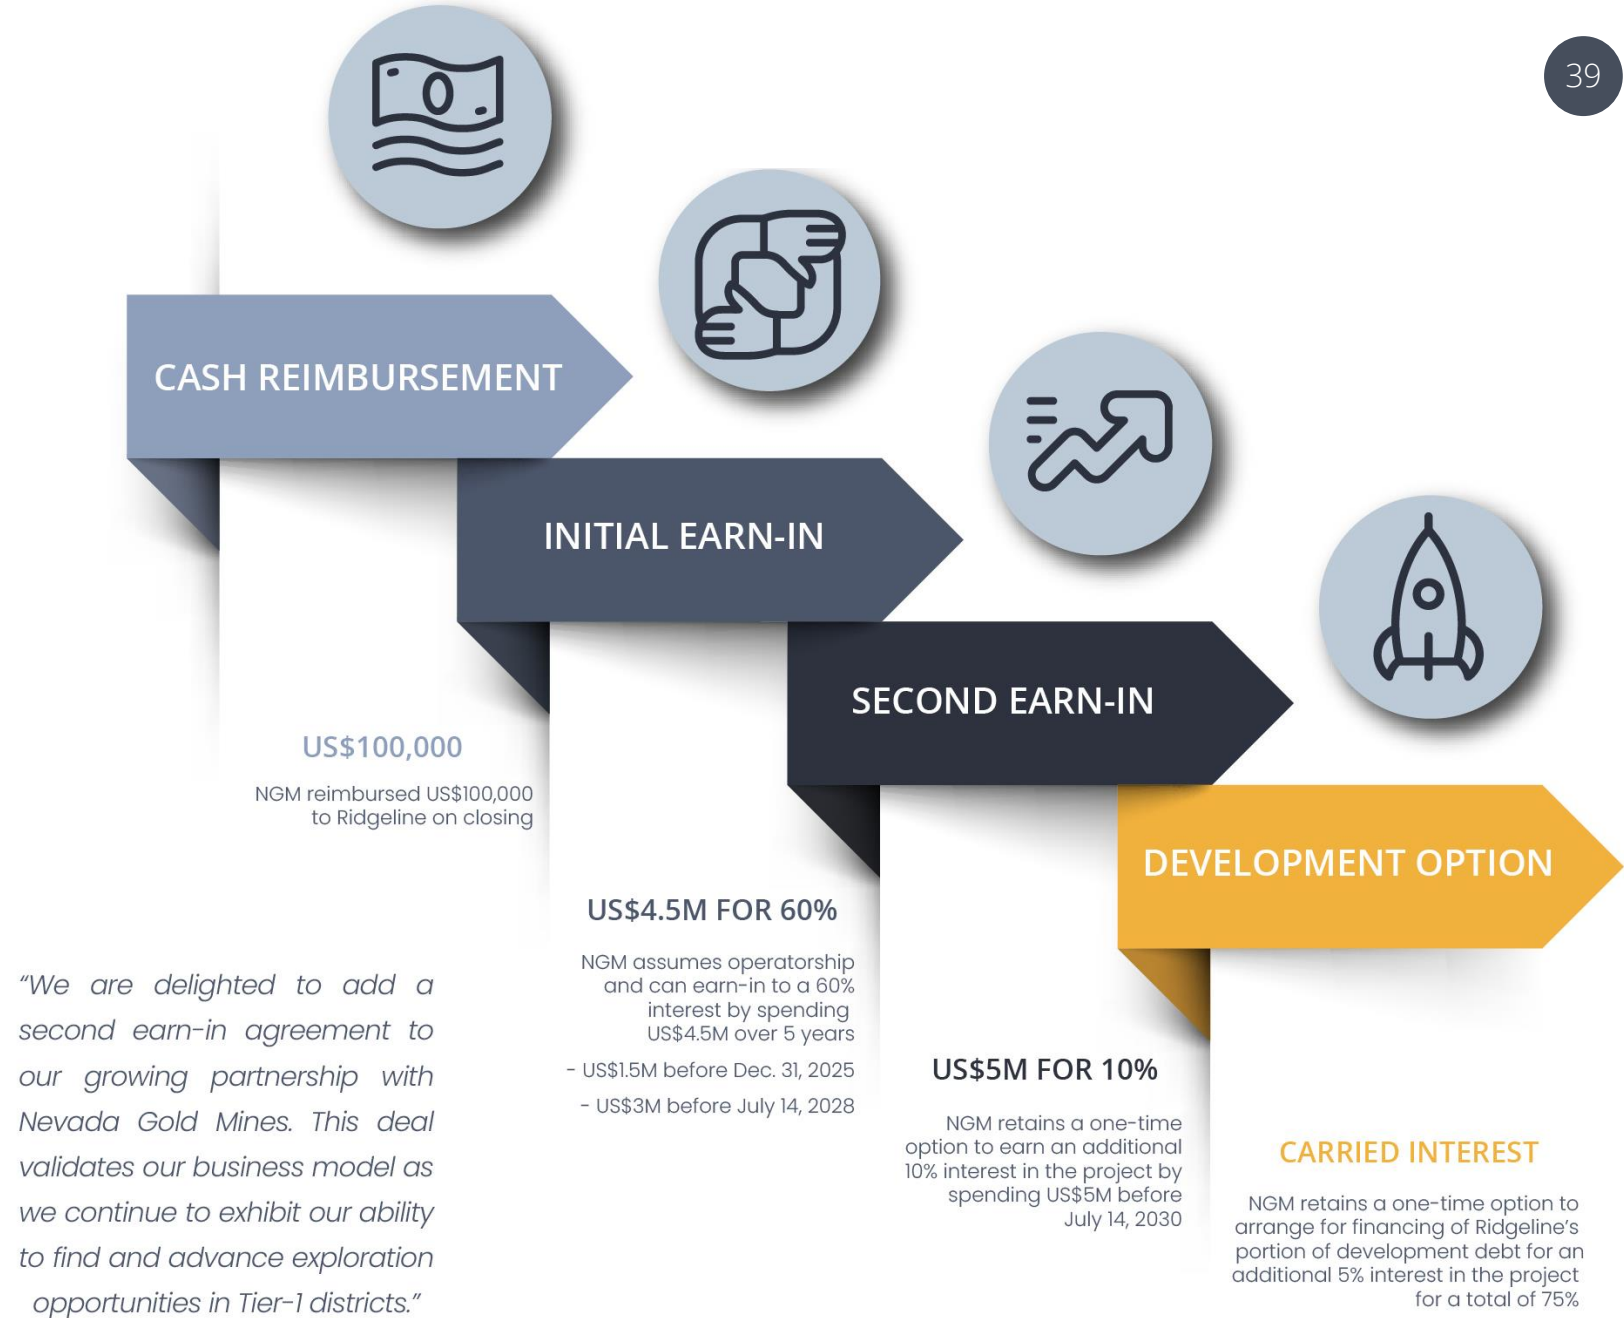 39
CASH REIMBURSEMENT
US$100,000
NGM reimbursed US$100,000
to Ridgeline on closing
INITIAL EARN-IN
US$4.5M FOR 60%
NGM assumes operatorship
and can earn-in to a 60%
interest by spending
US$4.5M over 5 years
- US$1.5M before Dec. 31, 2025
- US$3M before July 14, 2028
SECOND EARN-IN
US$5M FOR 10%
NGM retains a one-time
option to earn an additional
10% interest in the project by
spending US$5M before
July 14, 2030
DEVELOPMENT OPTION
CARRIED INTEREST
NGM retains a one-time option to
arrange for financing of Ridgeline’s
portion of development debt for an
additional 5% interest in the project
for a total of 75%
“We are delighted to add a
second earn-in agreement to
our growing partnership with
Nevada Gold Mines. This deal
validates our business model as
we continue to exhibit our ability
to find and advance exploration
opportunities in Tier-1 districts.”